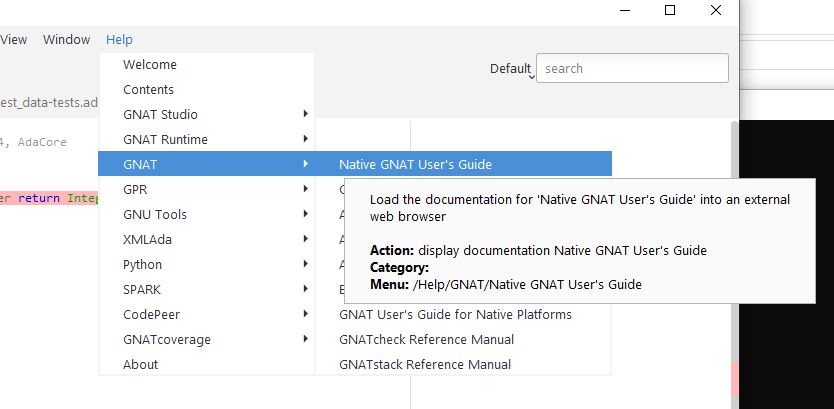 View Window Help
Default search
Welcome
Contents
est_data-tests.ad
GNAT Studio
4, AdaCore
GNAT Runtime
GNAT
Native GNAT User's Guide
GPR
er return Integ
GNU Tools
XMLAda
Python
SPARK
CodePeer
GNATcoverage
About
Load the documentation for 'Native GNAT User's Guide' into an external
web browser
Action: display documentation Native GNAT User's Guide
Category:
Menu: /Help/GNAT/Native GNAT User's Guide
GNAT User's Guide for Native Platforms
GNATcheck Reference Manual
GNATstack Reference Manual